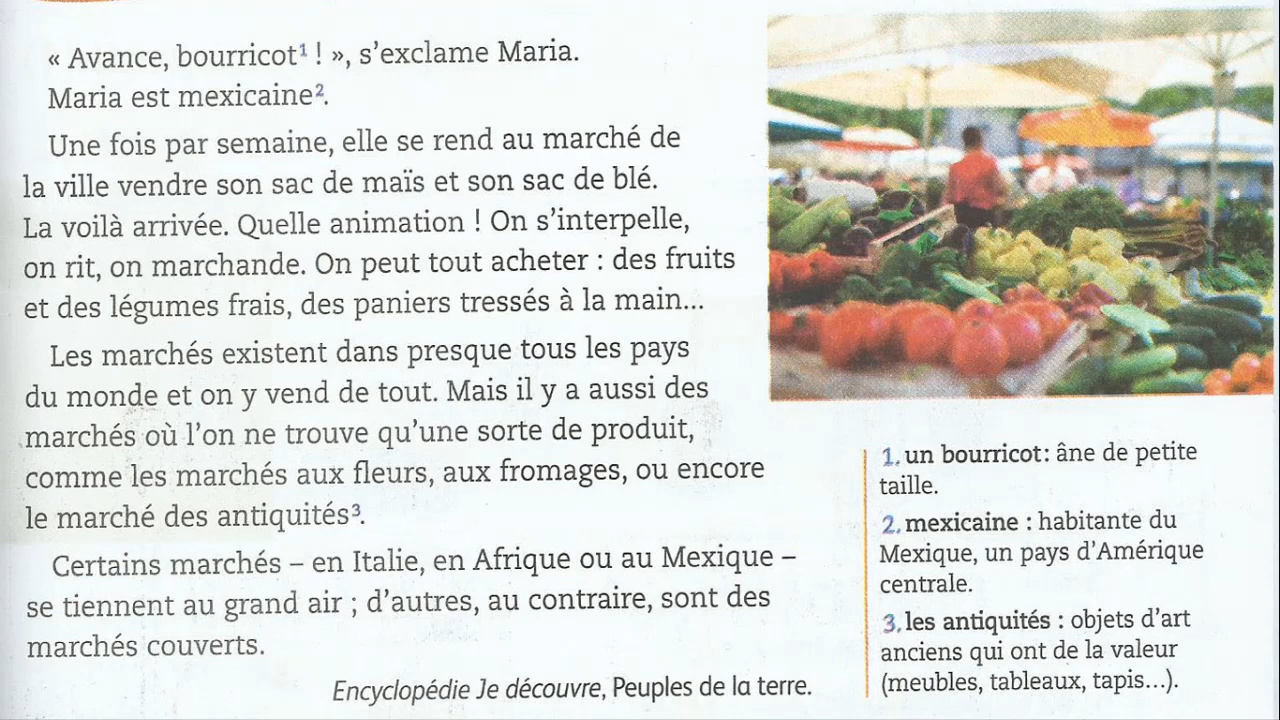 « Avance, bourricot¹ ! », s'exclame Maria.
Maria est mexicaine².
Une fois par semaine, elle se rend au marché de
la ville vendre son sac de maïs et son sac de blé.
La voilà arrivée. Quelle animation ! On s'interpelle,
on rit, on marchande. On peut tout acheter : des fruits
et des légumes frais, des paniers tressés à la main...
Les marchés existent dans presque tous les pays
du monde et on y vend de tout. Mais il y a aussi des
marchés où l'on ne trouve qu'une sorte de produit,
comme les marchés aux fleurs, aux fromages, ou encore
le marché des antiquités³.
Certains marchés – en Italie, en Afrique ou au Mexique –
se tiennent au grand air ; d'autres, au contraire, sont des
marchés couverts.
Encyclopédie Je découvre, Peuples de la terre.
1. un bourricot : âne de petite
taille.
2. mexicaine : habitante du
Mexique, un pays d'Amérique
centrale.
3. les antiquités : objets d'art
anciens qui ont de la valeur
(meubles, tableaux, tapis...).